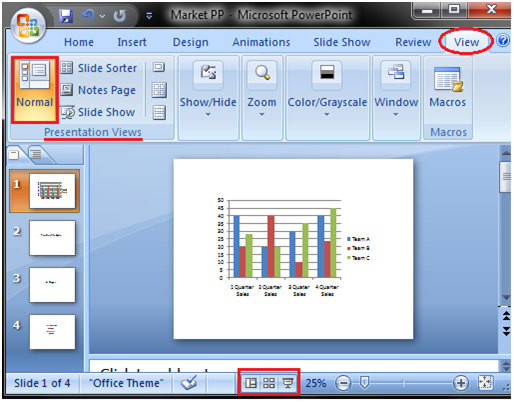 Market PP - Microsoft PowerPoint
Home Insert Design Animations Slide Show Review View
Normal
Slide Sorter
Notes Page
Slide Show
Presentation Views
Show/Hide
Zoom
Color/Grayscale
Window
Macros
Macros
1
2
3
4
50
45
40
35
30
25
20
15
10
5
0
1 Quarter Sales
2 Quarter Sales
3 Quarter Sales
4 Quarter Sales
Team A
Team B
Team C
Slide 1 of 4 "Office Theme" 25%